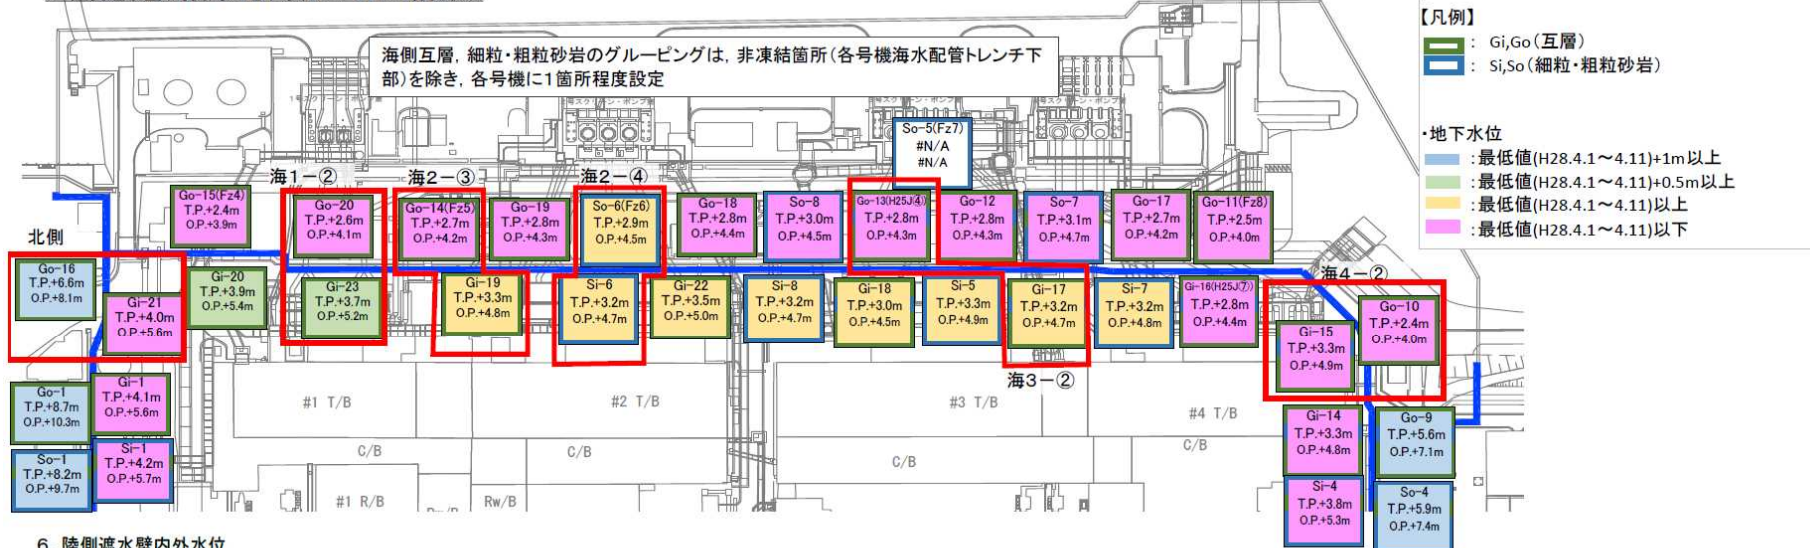 海側互層，細粒・粗粒砂岩のグルーピングは，非凍結箇所（各号機海水配管トレンチ下
部）を除き，各号機に1箇所程度設定
【凡例】
： Gi,Go（互層）
： Si,So（細粒・粗粒砂岩）
・地下水位
：最低値(H28.4.1～4.11)+1m以上
：最低値(H28.4.1～4.11)+0.5m以上
：最低値(H28.4.1～4.11)以上
：最低値(H28.4.1～4.11)以下
So-5(Fz7)
#N/A
#N/A
海1－②
海2－③
海2－④
Go-15(Fz4)
T.P.+2.4m
O.P.+3.9m
Go-20
T.P.+2.6m
O.P.+4.1m
Go-14(Fz5)
T.P.+2.7m
O.P.+4.2m
Go-19
T.P.+2.8m
O.P.+4.3m
So-6(Fz6)
T.P.+2.9m
O.P.+4.5m
Go-18
T.P.+2.8m
O.P.+4.4m
So-8
T.P.+3.0m
O.P.+4.5m
Go-13(H25J④)
T.P.+2.8m
O.P.+4.3m
Go-12
T.P.+2.8m
O.P.+4.3m
So-7
T.P.+3.1m
O.P.+4.7m
Go-17
T.P.+2.7m
O.P.+4.2m
Go-11(Fz8)
T.P.+2.5m
O.P.+4.0m
北側
Go-16
T.P.+6.6m
O.P.+8.1m
Gi-21
T.P.+4.0m
O.P.+5.6m
Gi-20
T.P.+3.9m
O.P.+5.4m
Gi-23
T.P.+3.7m
O.P.+5.2m
Gi-19
T.P.+3.3m
O.P.+4.8m
Si-6
T.P.+3.2m
O.P.+4.7m
Gi-22
T.P.+3.5m
O.P.+5.0m
Si-8
T.P.+3.2m
O.P.+4.7m
Gi-18
T.P.+3.0m
O.P.+4.5m
Si-5
T.P.+3.3m
O.P.+4.9m
Gi-17
T.P.+3.2m
O.P.+4.7m
Si-7
T.P.+3.2m
O.P.+4.8m
Gi-16(H25J⑦)
T.P.+2.8m
O.P.+4.4m
海4－②
Gi-15
T.P.+3.3m
O.P.+4.9m
Go-10
T.P.+2.4m
O.P.+4.0m
海3－②
Go-1
T.P.+8.7m
O.P.+10.3m
Gi-1
T.P.+4.1m
O.P.+5.6m
So-1
T.P.+8.2m
O.P.+9.7m
Si-1
T.P.+4.2m
O.P.+5.7m
#1 T/B
#2 T/B
#3 T/B
#4 T/B
C/B
C/B
C/B
C/B
#1 R/B
Rw/B
Gi-14
T.P.+3.3m
O.P.+4.8m
Go-9
T.P.+5.6m
O.P.+7.1m
Si-4
T.P.+3.8m
O.P.+5.3m
So-4
T.P.+5.9m
O.P.+7.4m
6. 陸側遮水壁内外水位